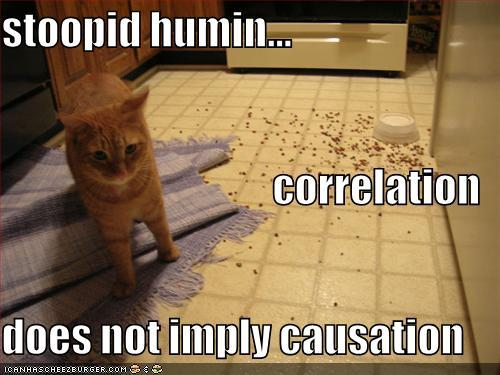 stoopid humin...
correlation
does not imply causation
ICANHASCHEEZBURGER.COM